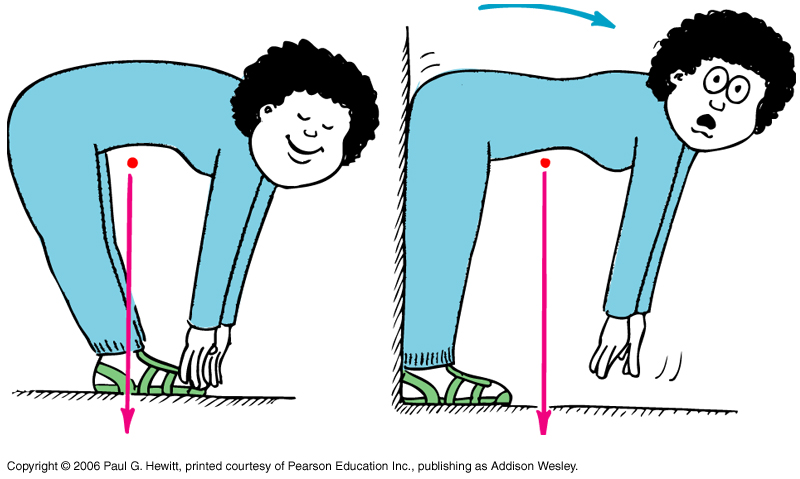 Copyright © 2006 Paul G. Hewitt, printed courtesy of Pearson Education Inc., publishing as Addison Wesley.